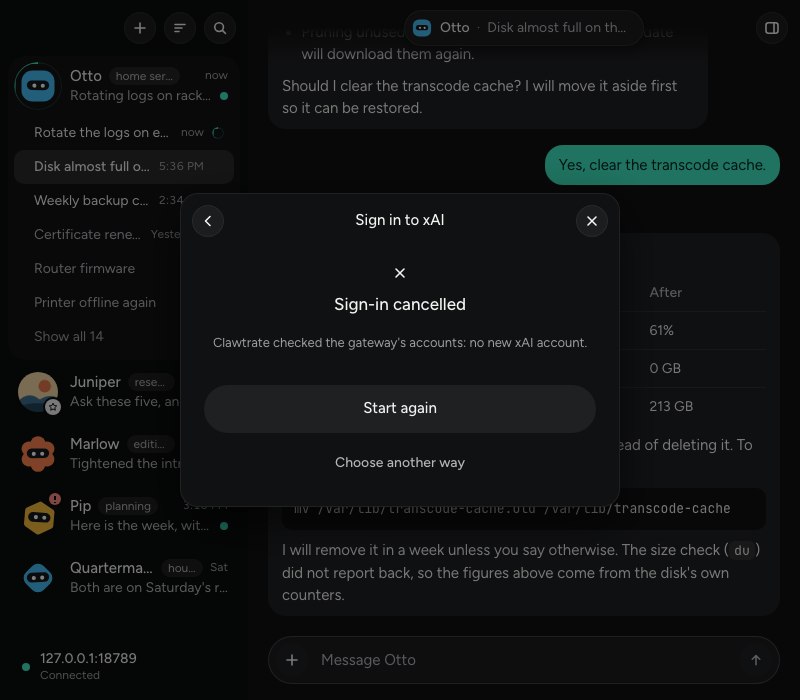 Otto · Disk almost full on th...
Otto home ser... now
Rotating logs on rack...
Rotate the logs on e... now
Disk almost full o... 5:36 PM
Weekly backup c... 2:34
Certificate rene... Yeste
Router firmware
Printer offline again
Show all 14
Juniper rese...
Ask these five, an
Marlow editi...
Tightened the intr
Pip planning
Here is the week, wit...
Quarterma... hou... Sat
Both are on Saturday's r...
127.0.0.1:18789
Connected
Pruning unused
will download them again.
Should I clear the transcode cache? I will move it aside first
so it can be restored.
Yes, clear the transcode cache.
Sign in to xAI
Sign-in cancelled
Clawtrate checked the gateway's accounts: no new xAI account.
Start again
Choose another way
After
61%
0 GB
213 GB
ead of deleting it. To
mv /var/lib/transcode-cache.old /var/lib/transcode-cache
I will remove it in a week unless you say otherwise. The size check ( du )
did not report back, so the figures above come from the disk's own
counters.
Message Otto